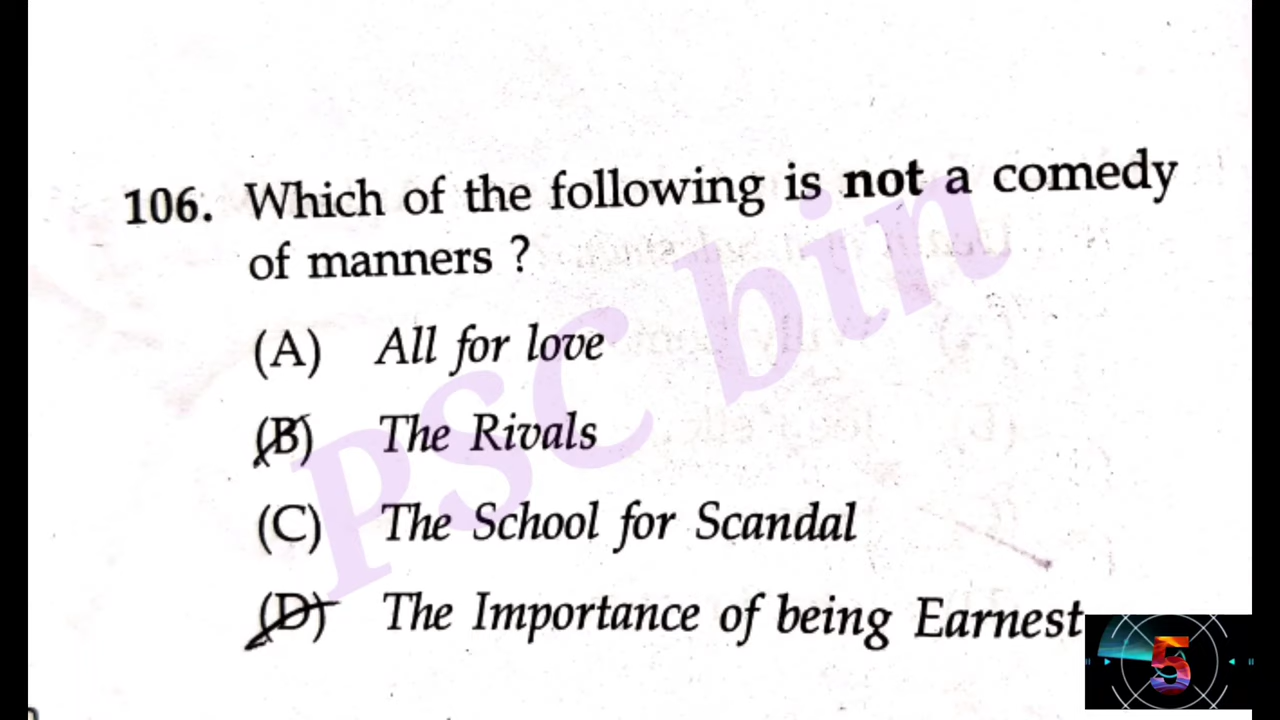 106. Which of the following is not a comedy
of manners ?
(A) All for love
(B) The Rivals
(C) The School for Scandal
(D) The Importance of being Earnest
PSC bin
5